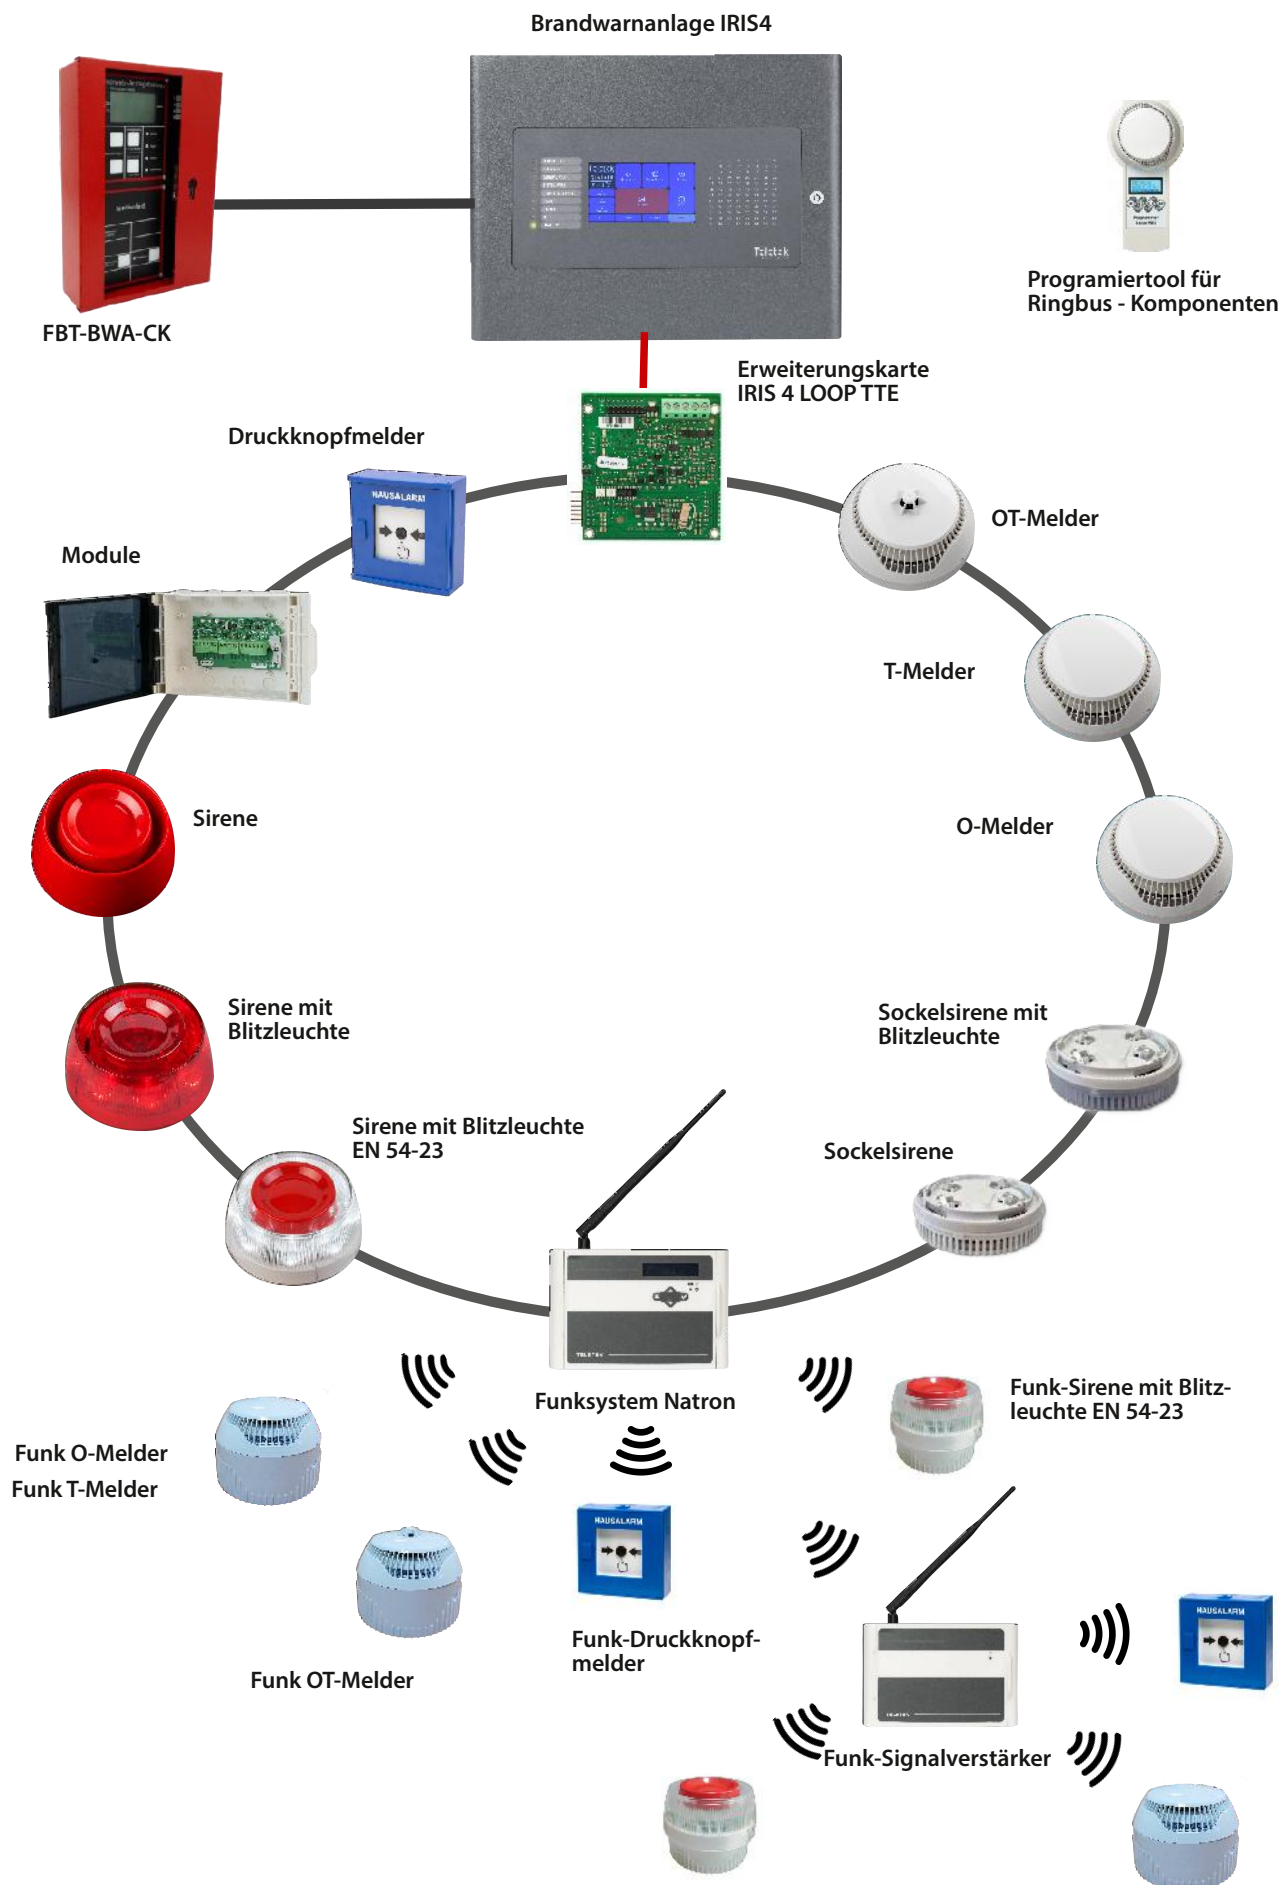 Brandwarnanlage IRIS4
Teletek
FBT-BWA-CK
Programiertool für
Ringbus - Komponenten
Erweiterungskarte
IRIS 4 LOOP TTE
Druckknopfmelder
HAUSALARM
OT-Melder
Module
T-Melder
Sirene
O-Melder
Sirene mit
Blitzleuchte
Sockelsirene mit
Blitzleuchte
Sirene mit Blitzleuchte
EN 54-23
Sockelsirene
TELETEK
Funksystem Natron
Funk-Sirene mit Blitz-
leuchte EN 54-23
Funk O-Melder
Funk T-Melder
HAUSALARM
Funk-Druckknopf-
melder
HAUSALARM
Funk OT-Melder
Funk-Signalverstärker